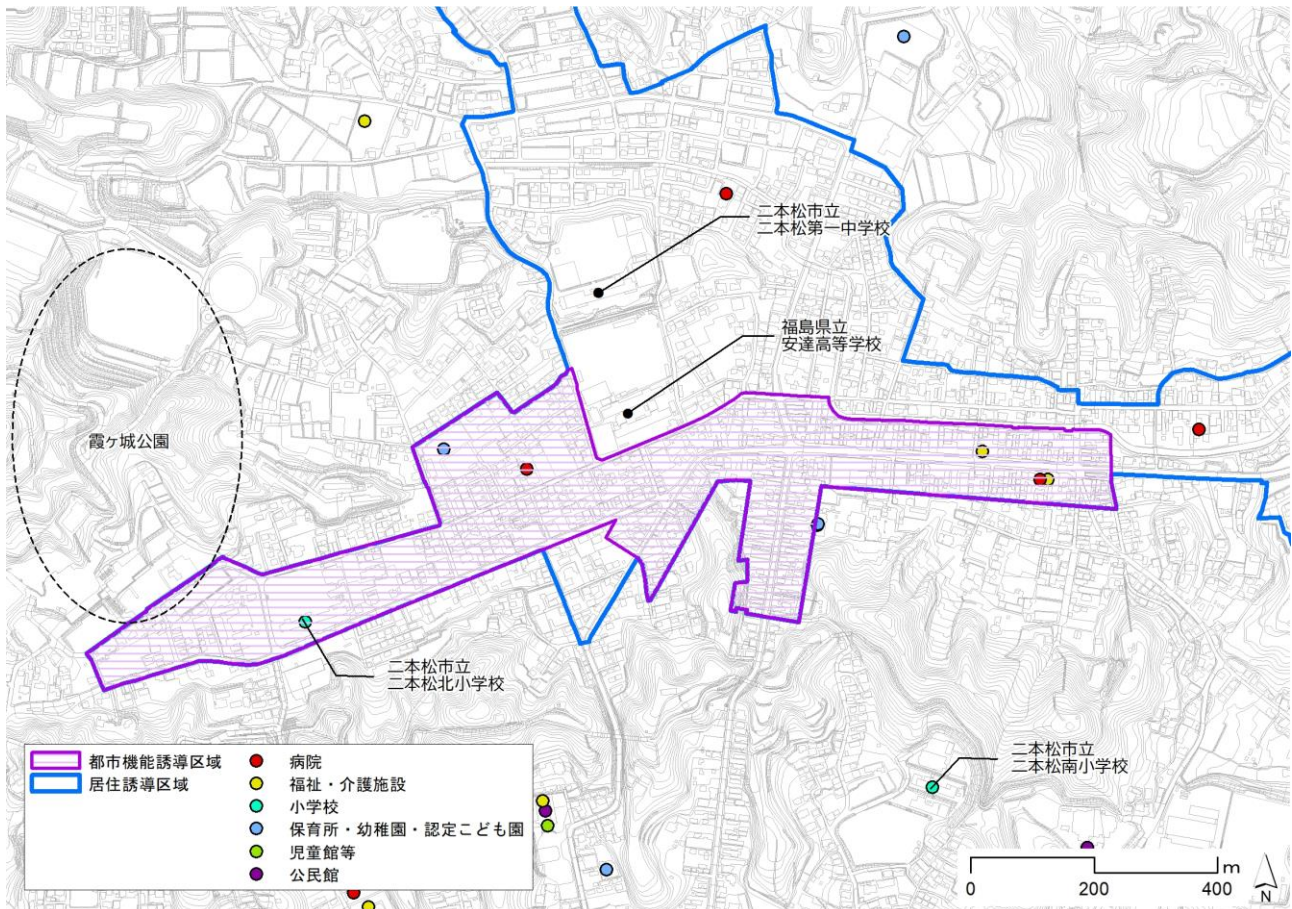 二本松市立
二本松第一中学校
福島県立
安達高等学校
霞ヶ城公園
二本松市立
二本松北小学校
二本松市立
二本松南小学校
都市機能誘導区域
居住誘導区域
病院
福祉・介護施設
小学校
保育所・幼稚園・認定こども園
児童館等
公民館
0 200 400 m
N